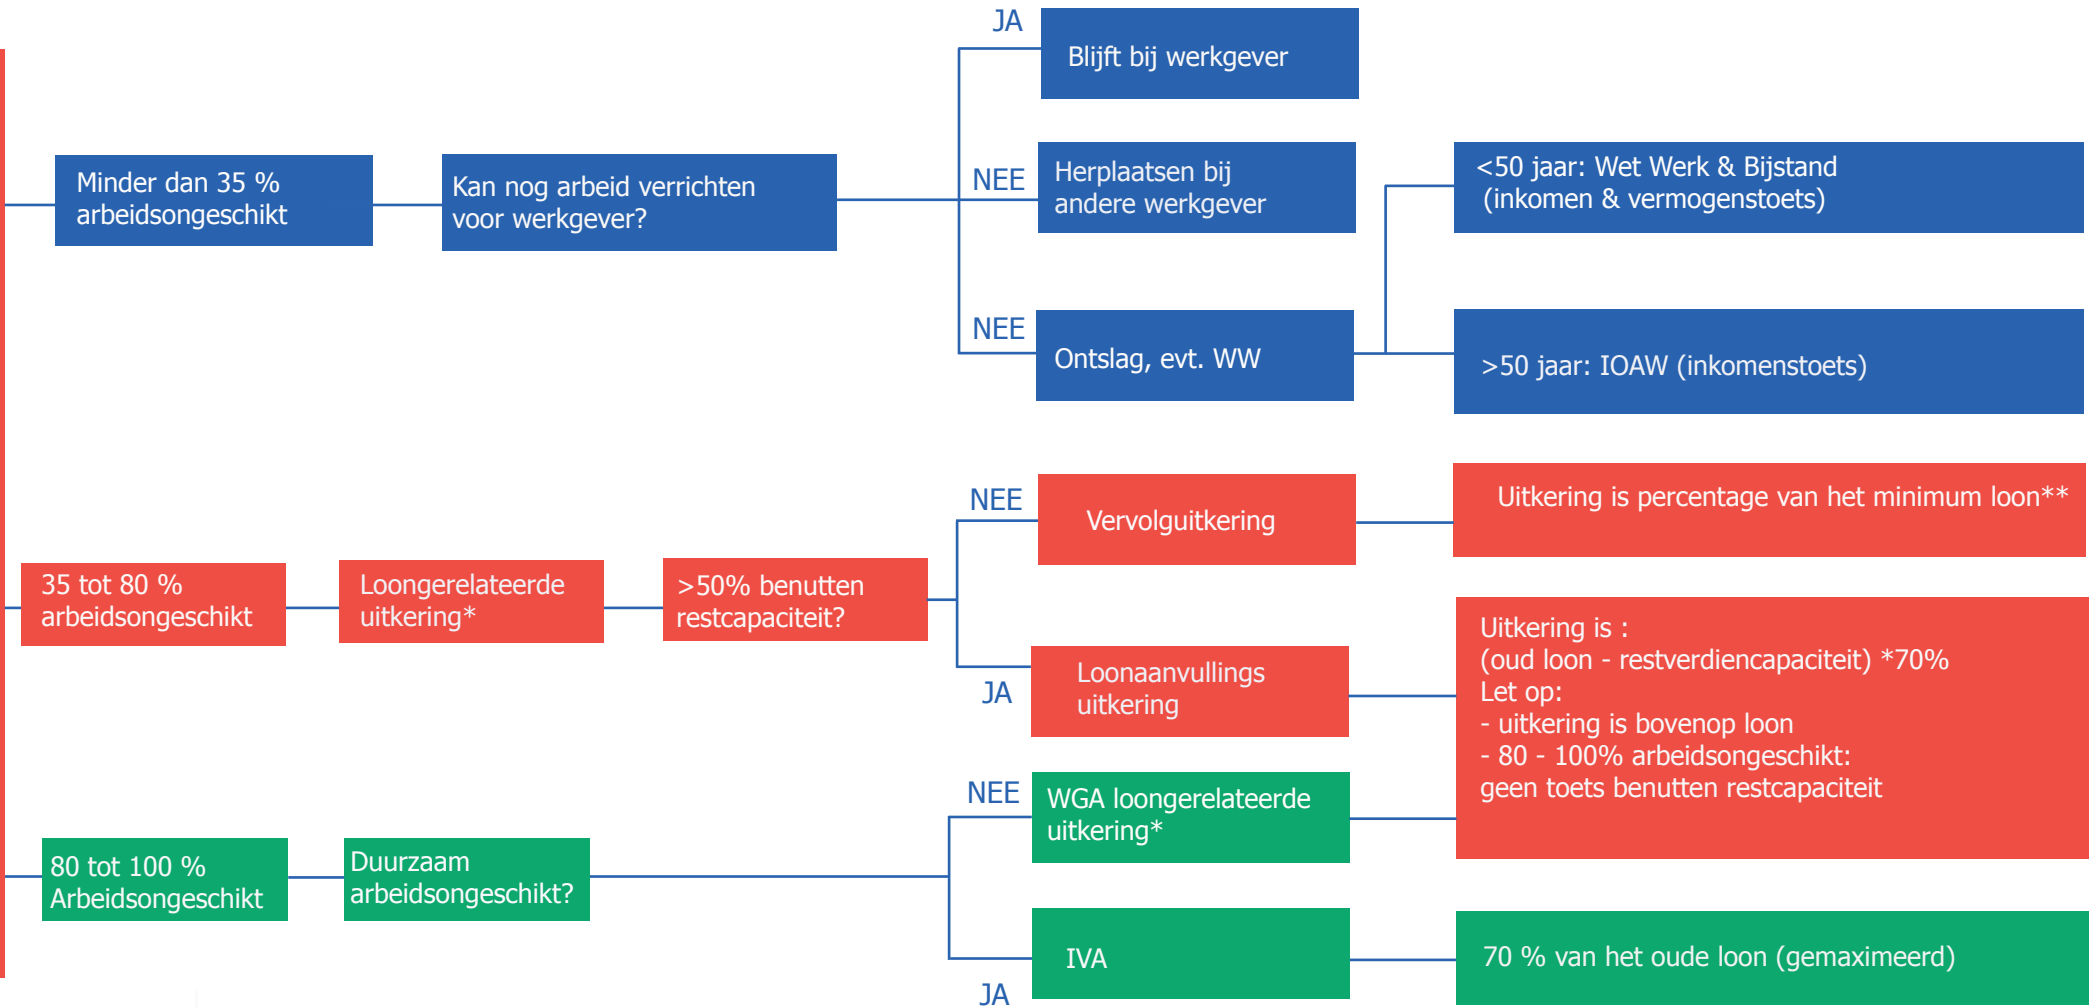 JA
Blijft bij werkgever
Minder dan 35 %
arbeidsongeschikt
Kan nog arbeid verrichten
voor werkgever?
NEE
Herplaatsen bij
andere werkgever
<50 jaar: Wet Werk & Bijstand
(inkomen & vermogenstoets)
NEE
Ontslag, evt. WW
>50 jaar: IOAW (inkomenstoets)
NEE
Vervolguitkering
Uitkering is percentage van het minimum loon**
35 tot 80 %
arbeidsongeschikt
Loongerelateerde
uitkering*
>50% benutten
restcapaciteit?
JA
Loonaanvullings
uitkering
Uitkering is :
(oud loon - restverdiencapaciteit) *70%
Let op:
- uitkering is bovenop loon
- 80 - 100% arbeidsongeschikt:
geen toets benutten restcapaciteit
NEE
WGA loongerelateerde
uitkering*
80 tot 100 %
Arbeidsongeschikt
Duurzaam
arbeidsongeschikt?
JA
IVA
70 % van het oude loon (gemaximeerd)